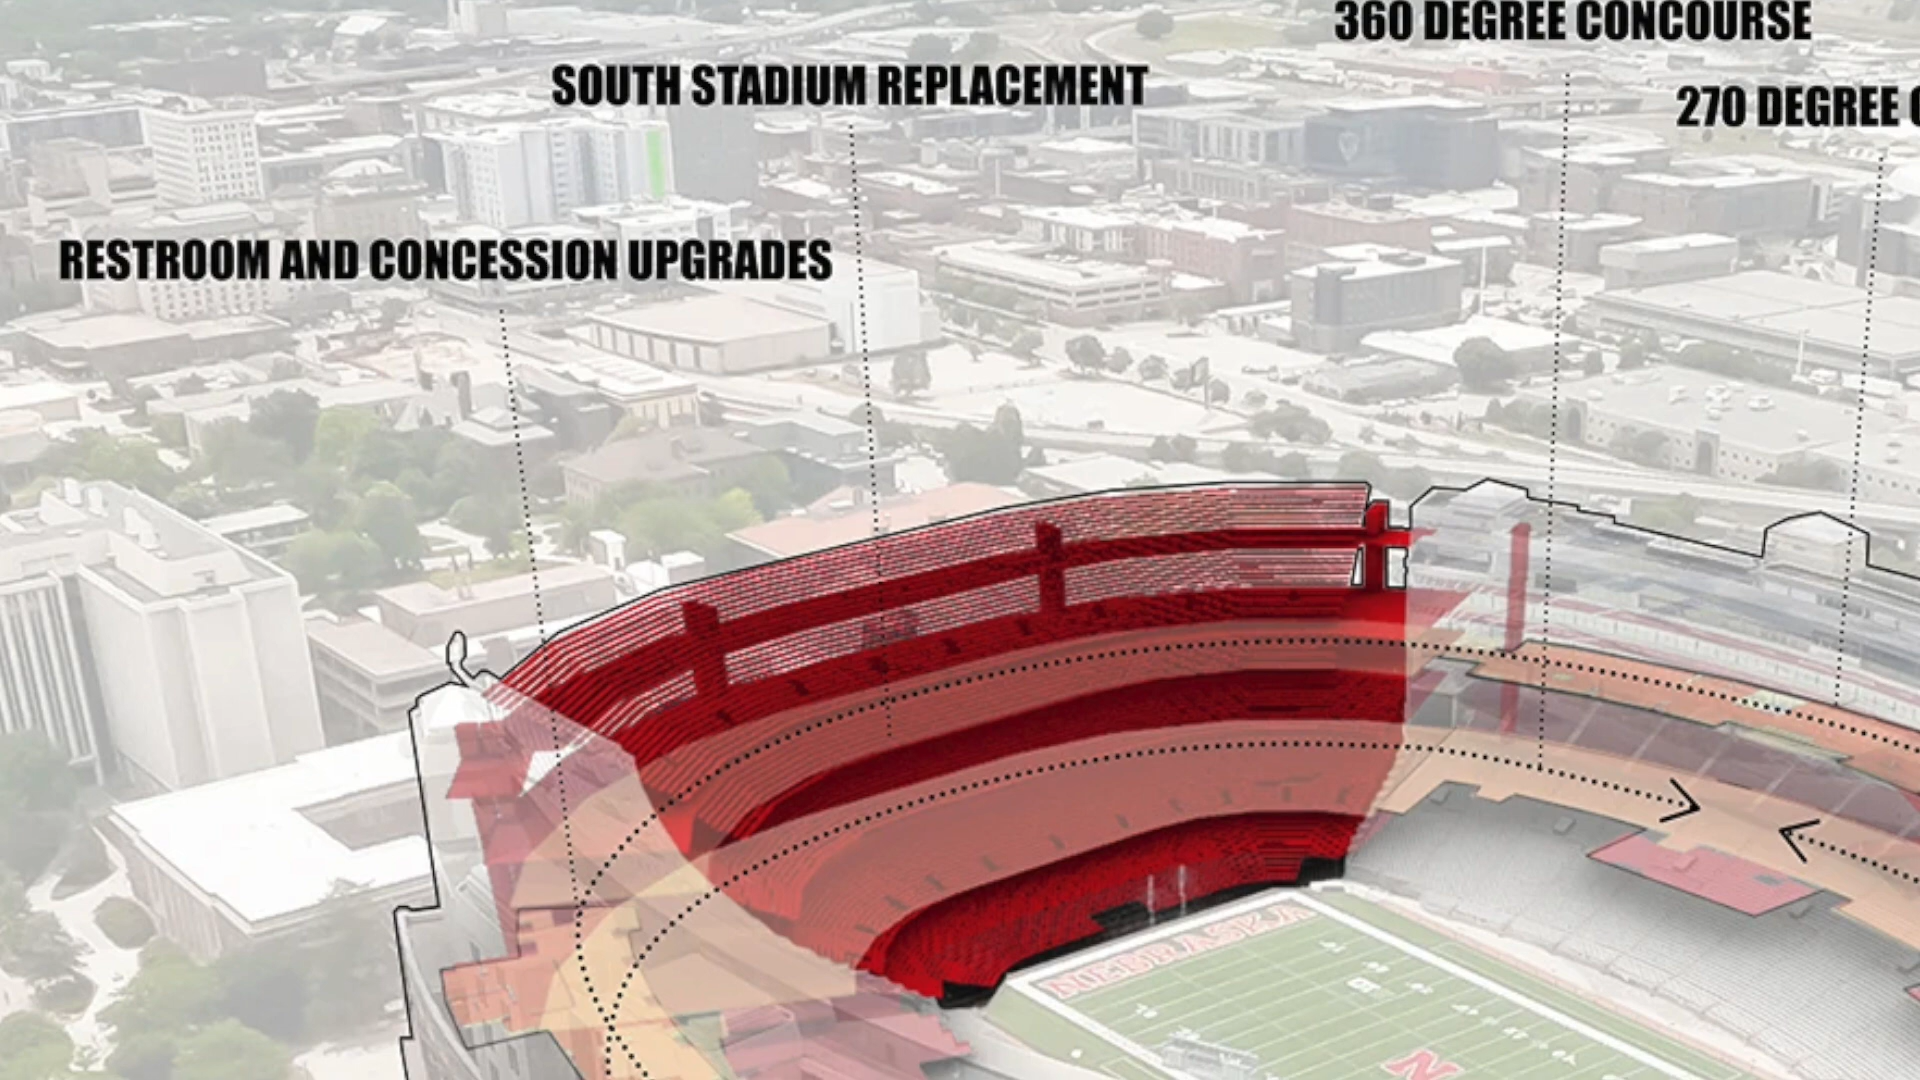 360 DEGREE CONCOURSE
SOUTH STADIUM REPLACEMENT
270 DEGREE
RESTROOM AND CONCESSION UPGRADES
NEBRASKA
N